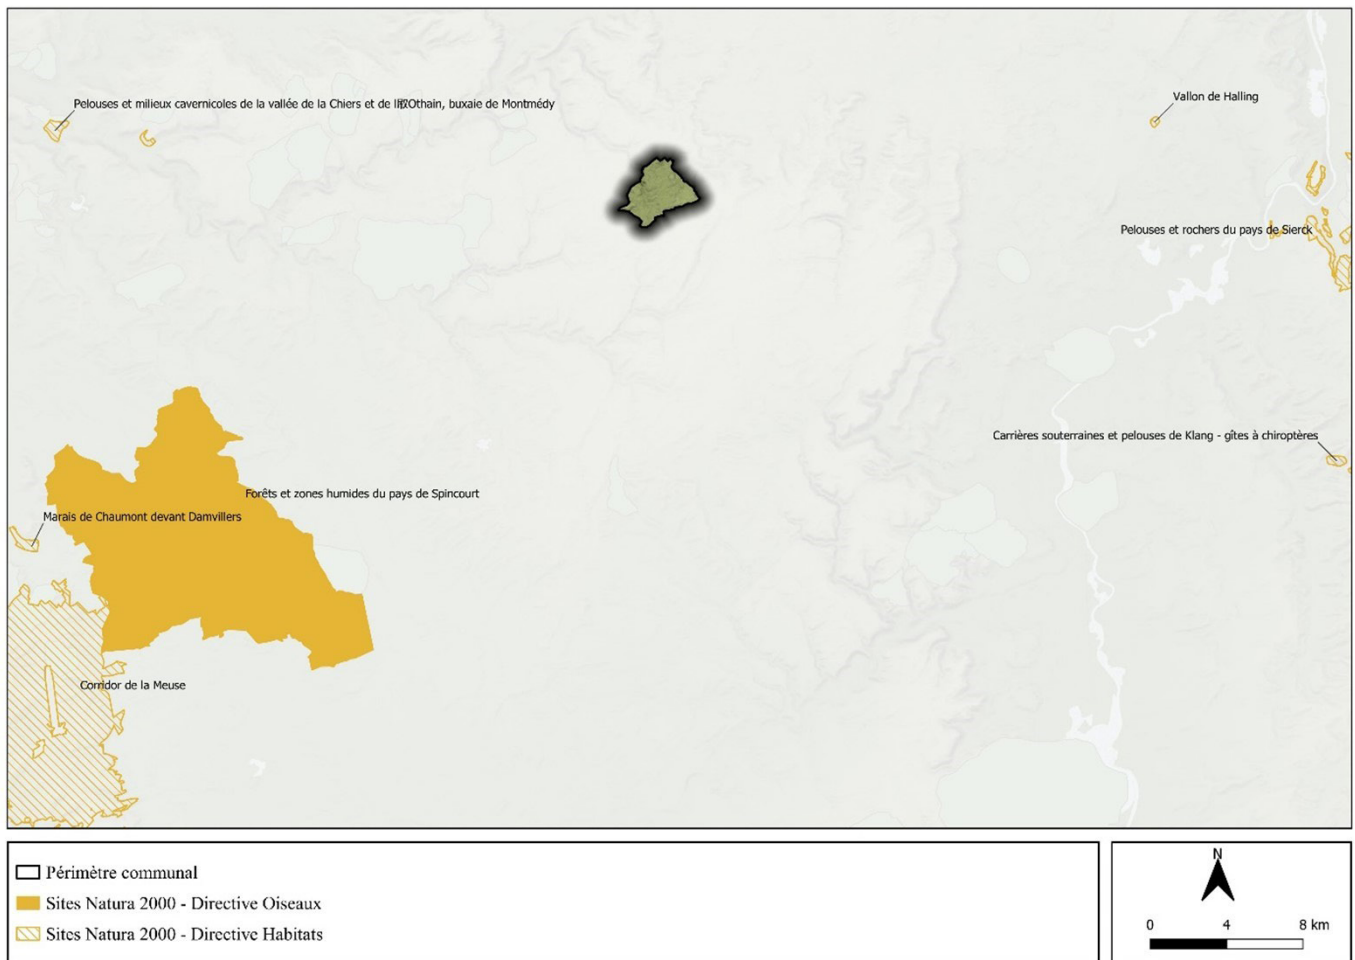 Pelouses et milieux cavernicoles de la vallée de la Chiers et de l'Othain, buxaie de Montmédy
Vallon de Halling
Pelouses et rochers du pays de Sierck
Carrières souterraines et pelouses de Klang - gîtes à chiroptères
Forêts et zones humides du pays de Spincourt
Marais de Chaumont devant Damvillers
Corridor de la Meuse
Périmètre communal
Sites Natura 2000 - Directive Oiseaux
Sites Natura 2000 - Directive Habitats
N
0 4 8 km